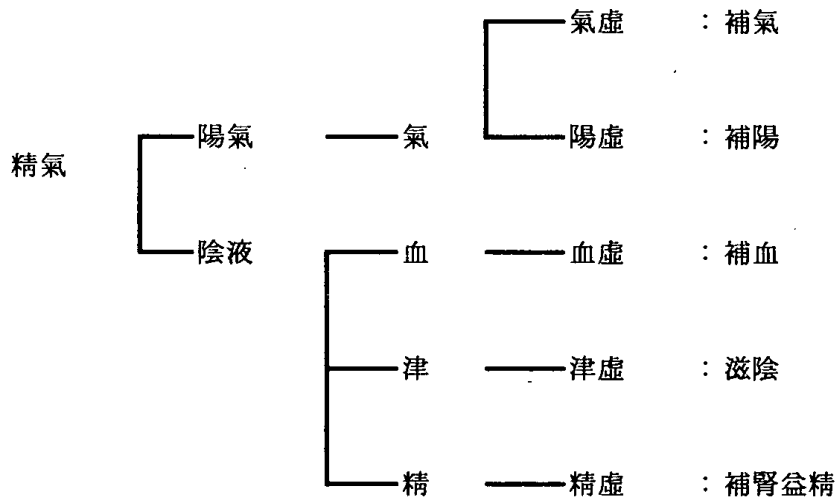 氣虛 : 補氣
精氣 陽氣 氣 陽虛 : 補陽
陰液 血 血虛 : 補血
津 津虛 : 滋陰
精 精虛 : 補腎益精